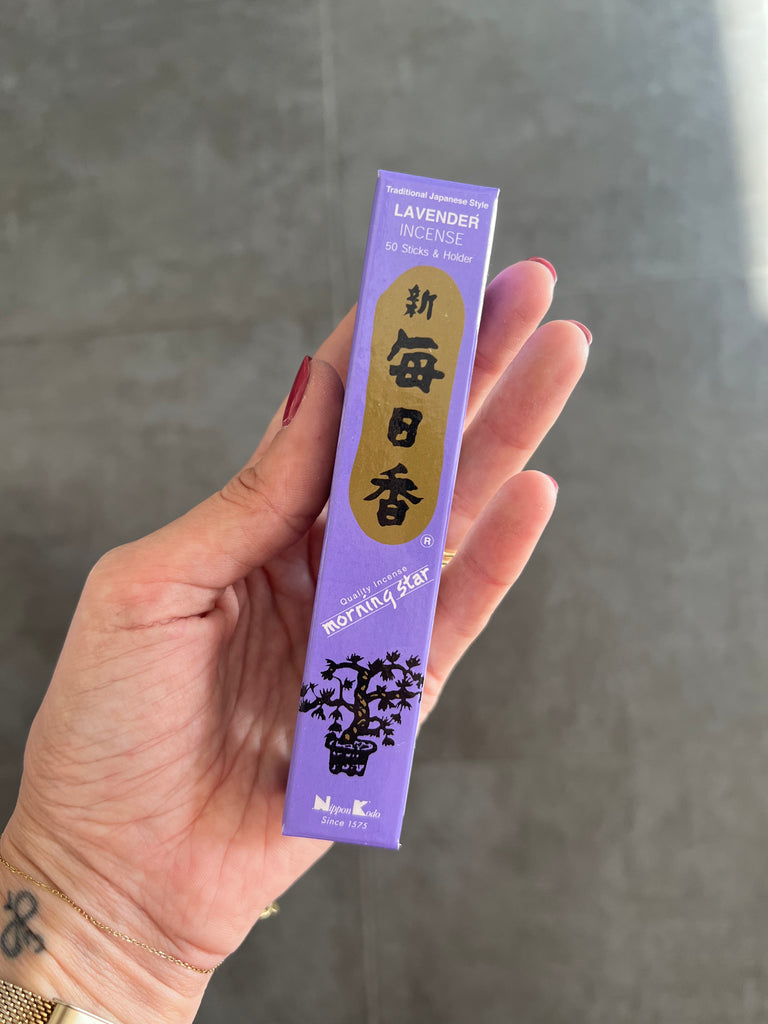 Traditional Japanese Style
LAVENDER
INCENSE
50 Sticks & Holder
新
毎
日
香
®
Quality Incense
morning star
Nippon Kodo
Since 1575